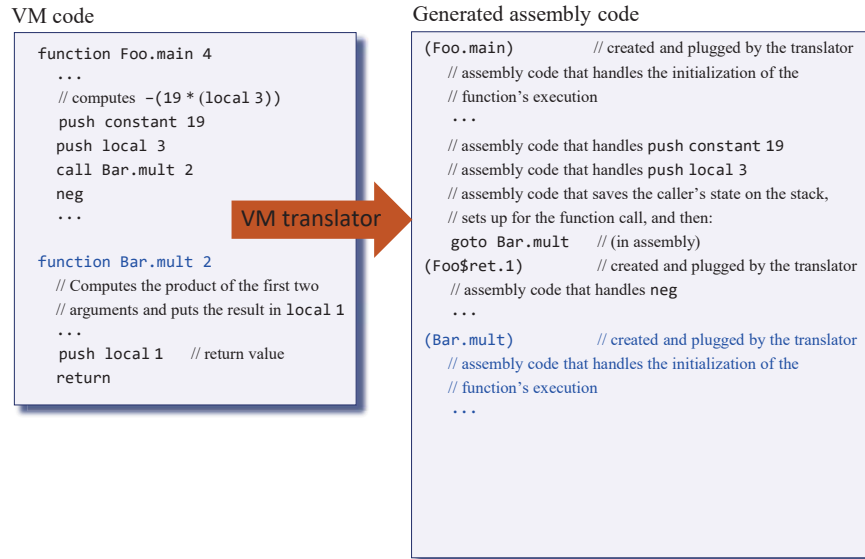 VM code
function Foo.main 4
...
// computes –(19 * (local 3))
push constant 19
push local 3
call Bar.mult 2
neg
...
function Bar.mult 2
// Computes the product of the first two
// arguments and puts the result in local 1
...
push local 1 // return value
return
VM translator
Generated assembly code
(Foo.main) // created and plugged by the translator
// assembly code that handles the initialization of the
// function’s execution
...
// assembly code that handles push constant 19
// assembly code that handles push local 3
// assembly code that saves the caller’s state on the stack,
// sets up for the function call, and then:
goto Bar.mult // (in assembly)
(Foo$ret.1) // created and plugged by the translator
// assembly code that handles neg
...
(Bar.mult) // created and plugged by the translator
// assembly code that handles the initialization of the
// function’s execution
...